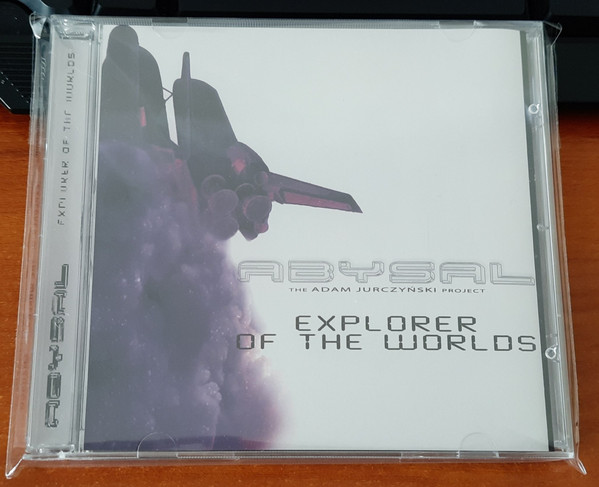 ABYSAL
THE ADAM JURCZYŃSKI PROJECT
EXPLORER
OF THE WORLDS
ABYSAL EXPLORER OF THE WORLDS